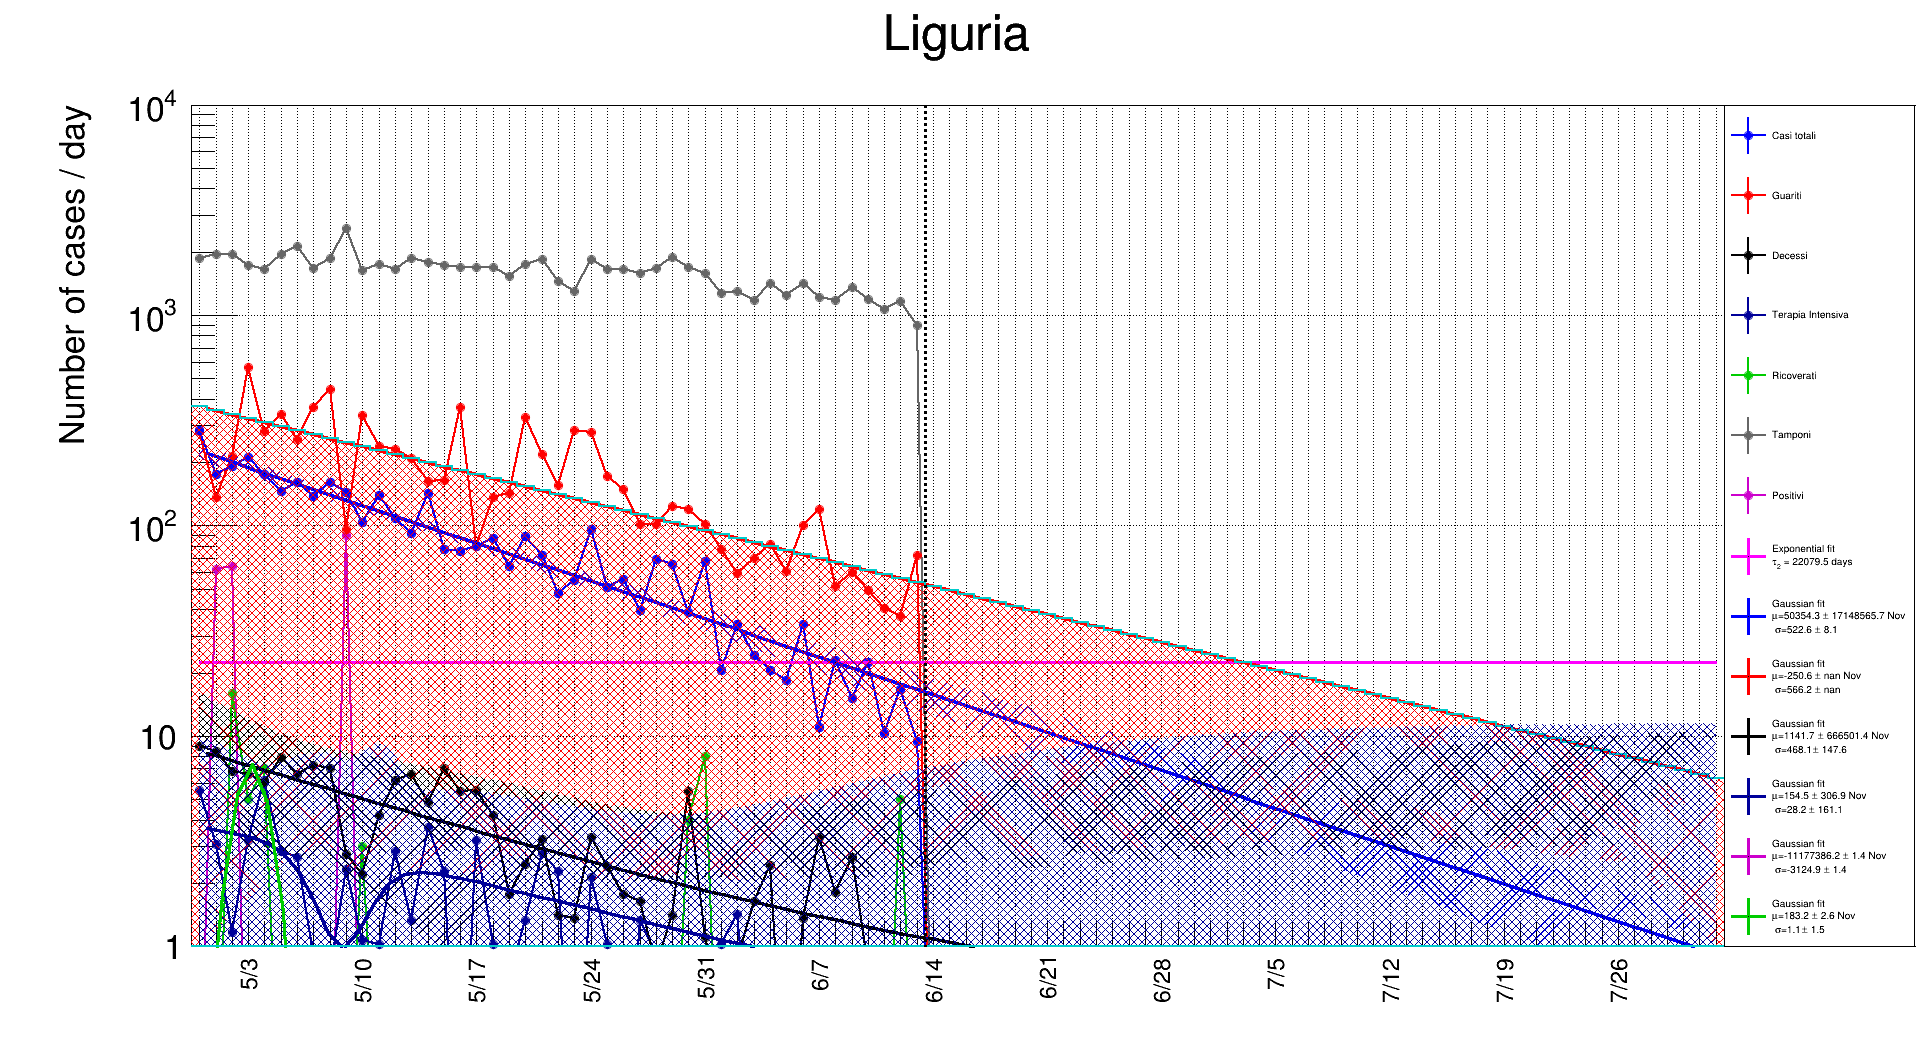 Liguria
Number of cases / day
10^4
10^3
10^2
10
1
5/3
5/10
5/17
5/24
5/31
6/7
6/14
6/21
6/28
7/5
7/12
7/19
7/26
Casi totali
Guariti
Decessi
Terapia Intensiva
Ricoverati
Tamponi
Positivi
Exponential fit
τ_2 = 22079.5 days
Gaussian fit
μ=50354.3 ± 17148565.7 Nov
σ=522.6 ± 8.1
Gaussian fit
μ=-250.6 ± nan Nov
σ=566.2 ± nan
Gaussian fit
μ=1141.7 ± 666501.4 Nov
σ=468.1 ± 147.6
Gaussian fit
μ=154.5 ± 306.9 Nov
σ=28.2 ± 161.1
Gaussian fit
μ=-11177386.2 ± 1.4 Nov
σ=-3124.9 ± 1.4
Gaussian fit
μ=183.2 ± 2.6 Nov
σ=1.1 ± 1.5